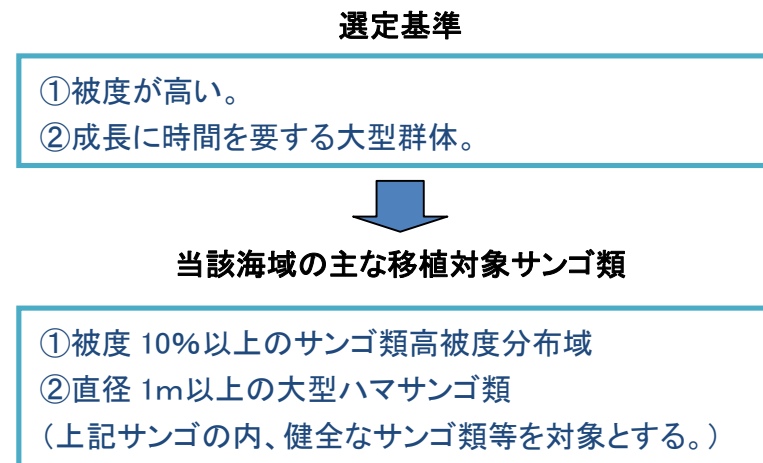 選定基準
①被度が高い。
②成長に時間を要する大型群体。
当該海域の主な移植対象サンゴ類
①被度 10%以上のサンゴ類高被度分布域
②直径 1m以上の大型ハマサンゴ類
（上記サンゴの内、健全なサンゴ類等を対象とする。）